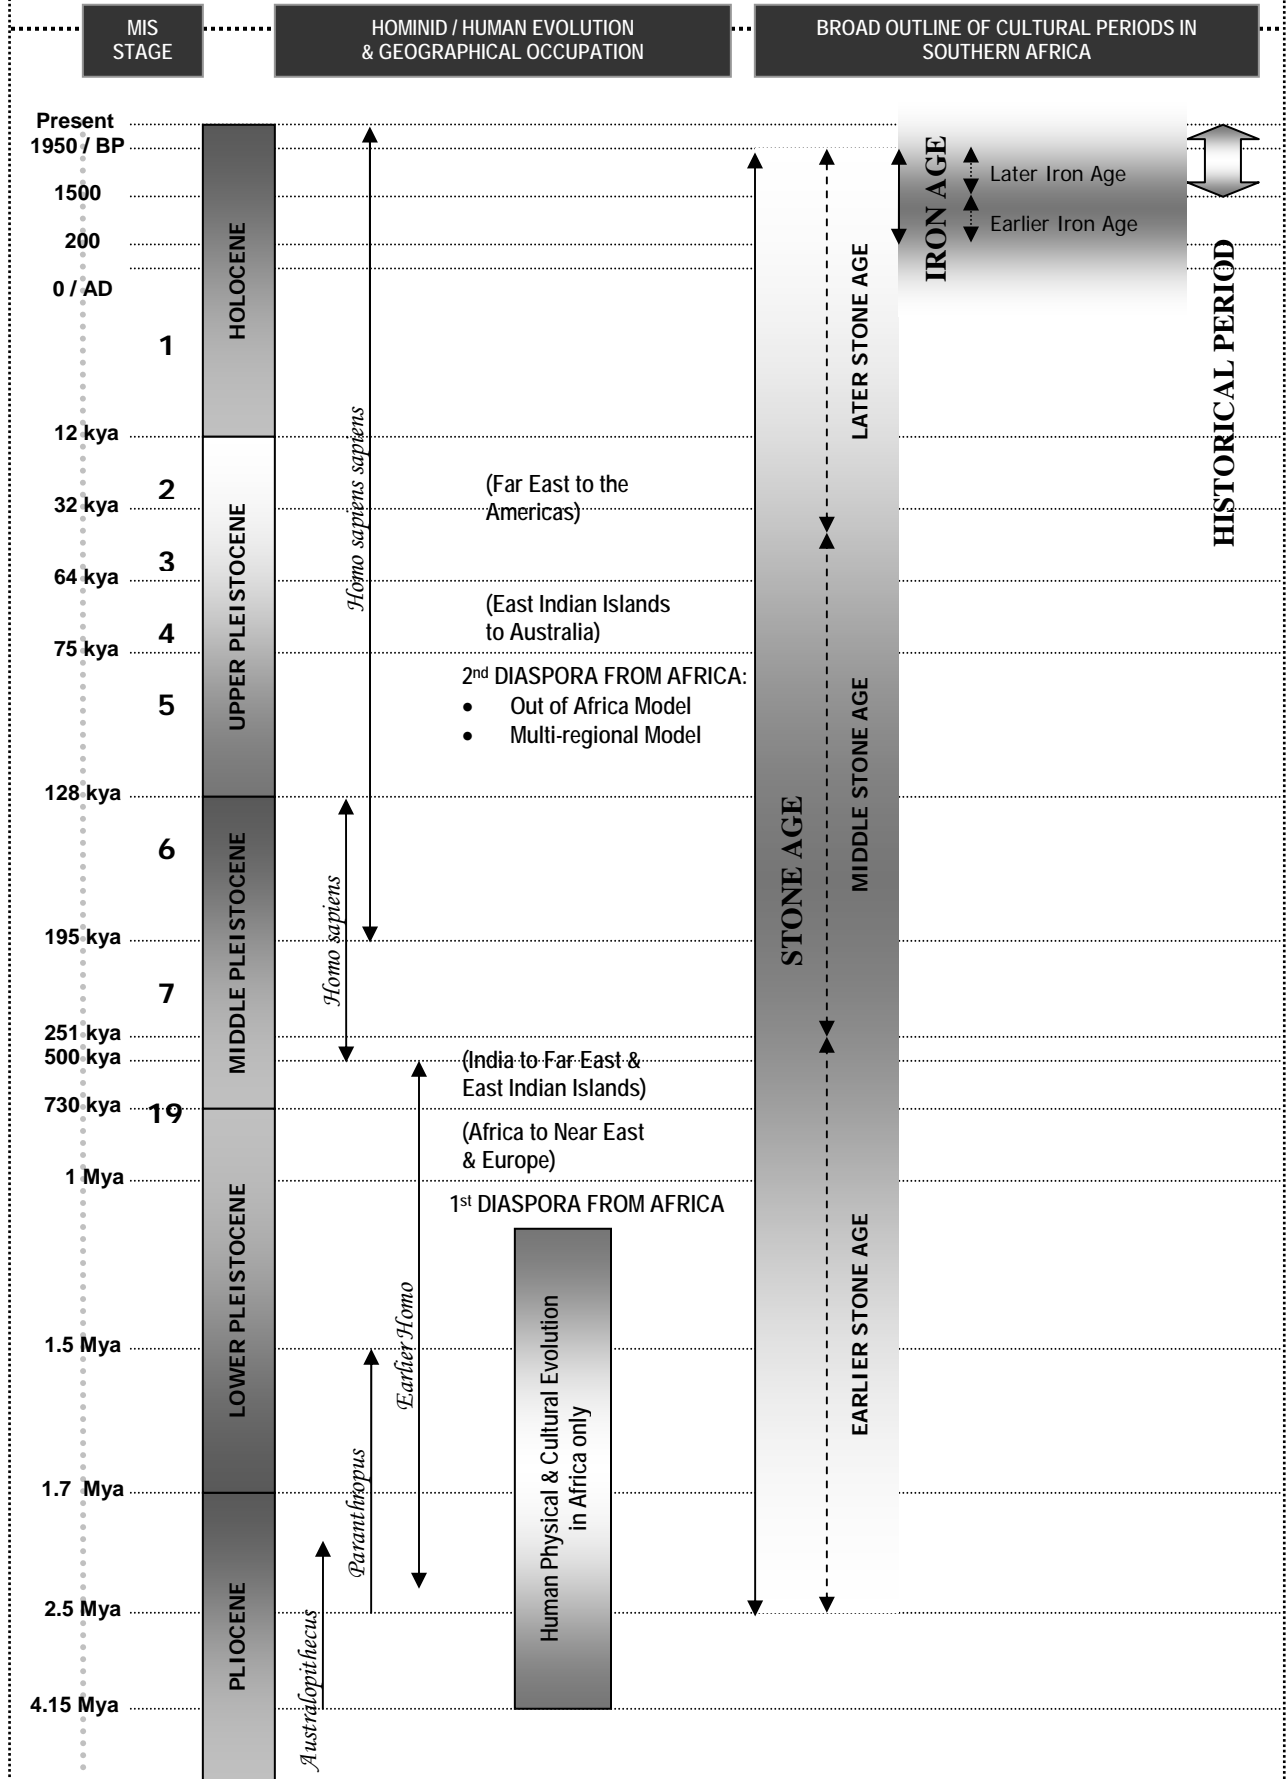 MIS
STAGE
HOMINID / HUMAN EVOLUTION
& GEOGRAPHICAL OCCUPATION
BROAD OUTLINE OF CULTURAL PERIODS IN
SOUTHERN AFRICA
Present
1950 / BP
1500
200
0 / AD
1
12 kya
2
32 kya
3
64 kya
4
75 kya
5
128 kya
6
195 kya
7
251 kya
500 kya
730 kya
19
1 Mya
1.5 Mya
1.7 Mya
2.5 Mya
4.15 Mya
HOLOCENE
UPPER PLEISTOCENE
MIDDLE PLEISTOCENE
LOWER PLEISTOCENE
PLIOCENE
Homo sapiens sapiens
Homo sapiens
Earlier Homo
Paranthropus
Australopithecus
(Far East to the
Americas)
(East Indian Islands
to Australia)
2nd DIASPORA FROM AFRICA:
• Out of Africa Model
• Multi-regional Model
(India to Far East &
East Indian Islands)
(Africa to Near East
& Europe)
1st DIASPORA FROM AFRICA
Human Physical & Cultural Evolution
in Africa only
STONE AGE
LATER STONE AGE
MIDDLE STONE AGE
EARLIER STONE AGE
IRON AGE
Later Iron Age
Earlier Iron Age
HISTORICAL PERIOD